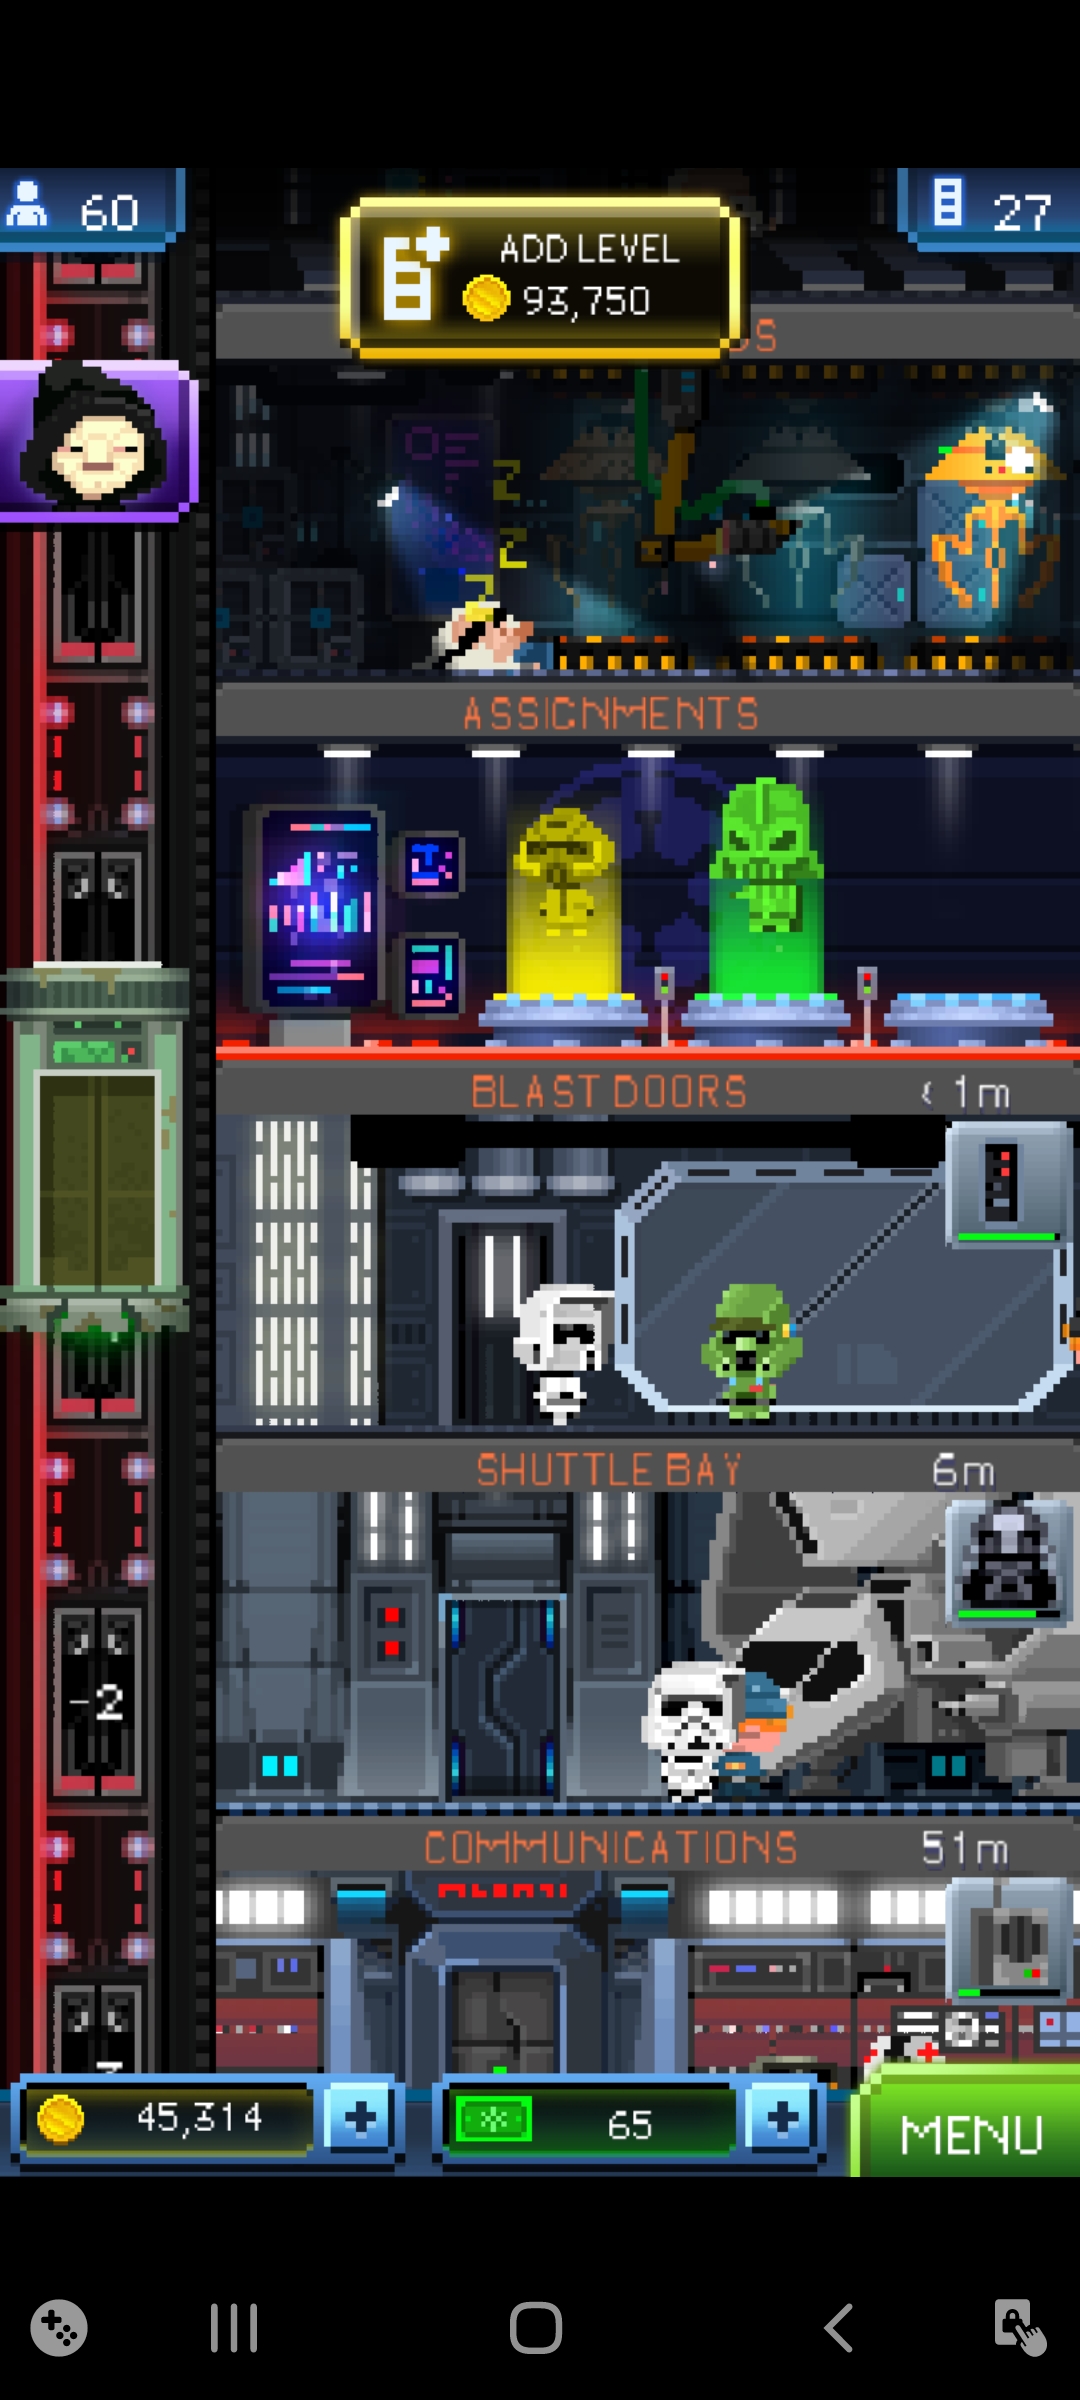 60
27
ADD LEVEL
93,750
DS
Z
Z
Z
ASSIGNMENTS
BLAST DOORS < 1m
SHUTTLE BAY 6m
-2
COMMUNICATIONS 51m
45,314 +
65 +
MENU